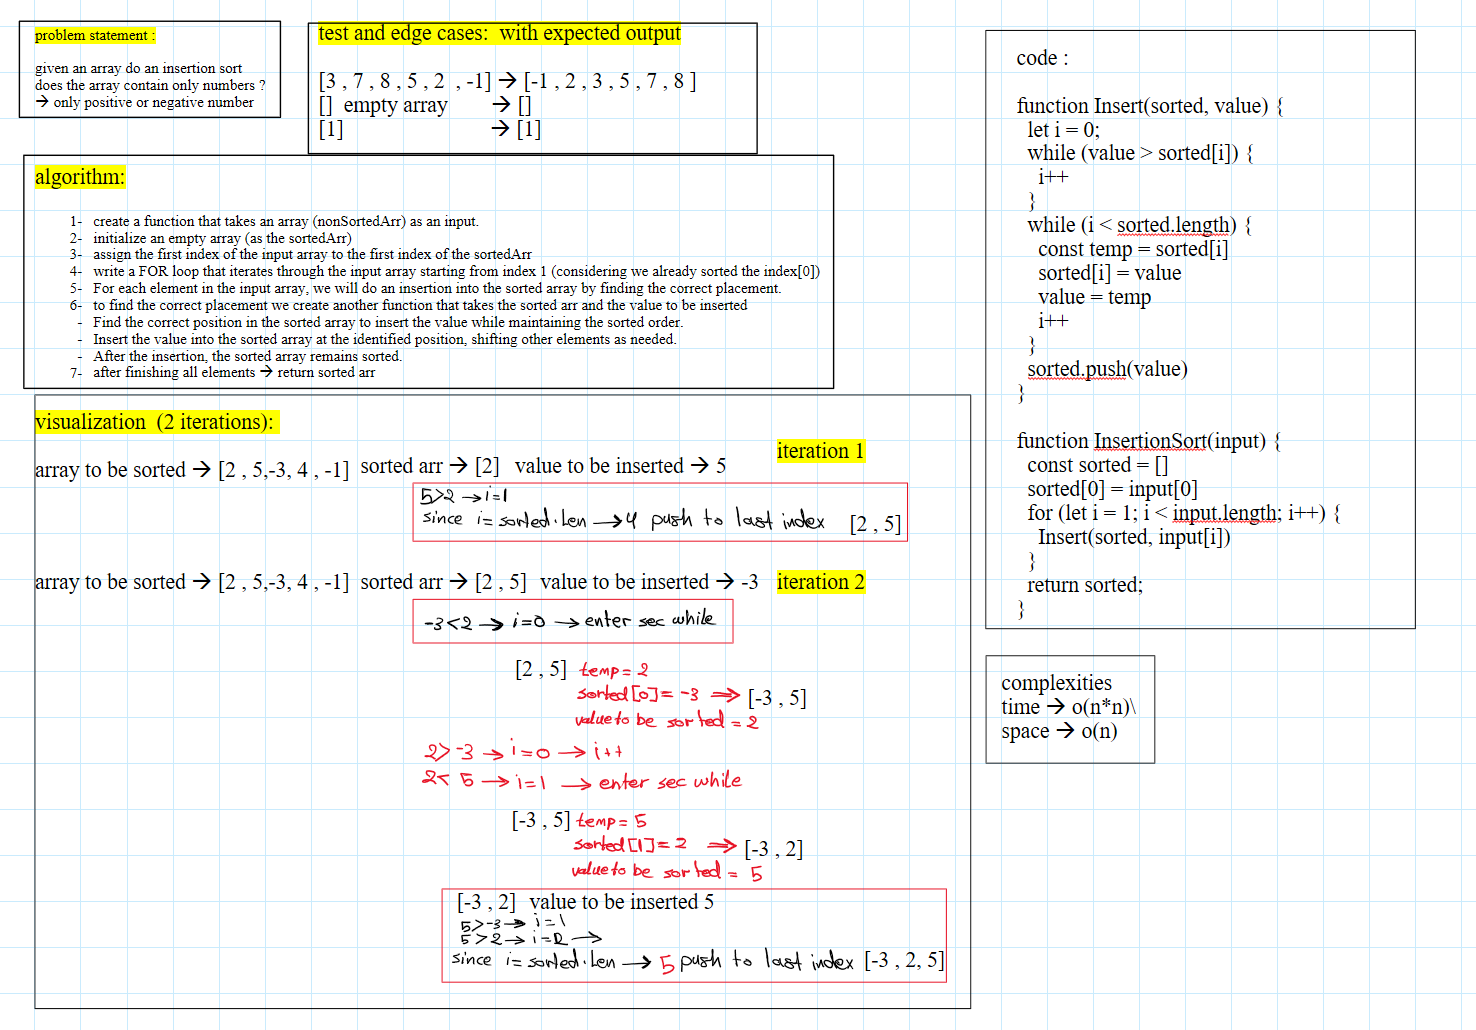 problem statement :
given an array do an insertion sort
does the array contain only numbers ?
→ only positive or negative number
test and edge cases:  with expected output
[3 , 7 , 8 , 5 , 2  , -1] → [-1 , 2 , 3 , 5 , 7 , 8 ]
[]  empty array → []
[1] → [1]
algorithm:
1- create a function that takes an array (nonSortedArr) as an input.
2- initialize an empty array (as the sortedArr)
3- assign the first index of the input array to the first index of the sortedArr
4- write a FOR loop that iterates through the input array starting from index 1 (considering we already sorted the index[0])
5- For each element in the input array, we will do an insertion into the sorted array by finding the correct placement.
6- to find the correct placement we create another function that takes the sorted arr and the value to be inserted
- Find the correct position in the sorted array to insert the value while maintaining the sorted order.
- Insert the value into the sorted array at the identified position, shifting other elements as needed.
- After the insertion, the sorted array remains sorted.
7- after finishing all elements → return sorted arr
visualization  (2 iterations):
iteration 1
array to be sorted → [2 , 5,-3, 4 , -1]  sorted arr → [2]  value to be inserted → 5
5>2 → i=1
since i= sorted.len → 4 push to last index [2 , 5]
array to be sorted → [2 , 5,-3, 4 , -1]  sorted arr → [2 , 5]  value to be inserted → -3 iteration 2
-3<2 → i=0 → enter sec while
[2 , 5] temp= 2
sorted[0]= -3 ⇒ [-3 , 5]
value to be sorted = 2
2> -3 → i=0 → i++
2< 5 → i=1 → enter sec while
[-3 , 5] temp= 5
sorted[1]= 2 ⇒ [-3 , 2]
value to be sorted = 5
[-3 , 2]  value to be inserted 5
5>-3 → i=1
5>2 → i=2 →
since i= sorted.len → 5 push to last index [-3 , 2, 5]
code :
function Insert(sorted, value) {
let i = 0;
while (value > sorted[i]) {
i++
}
while (i < sorted.length) {
const temp = sorted[i]
sorted[i] = value
value = temp
i++
}
sorted.push(value)
}
function InsertionSort(input) {
const sorted = []
sorted[0] = input[0]
for (let i = 1; i < input.length; i++) {
Insert(sorted, input[i])
}
return sorted;
}
complexities
time → o(n*n)\
space → o(n)